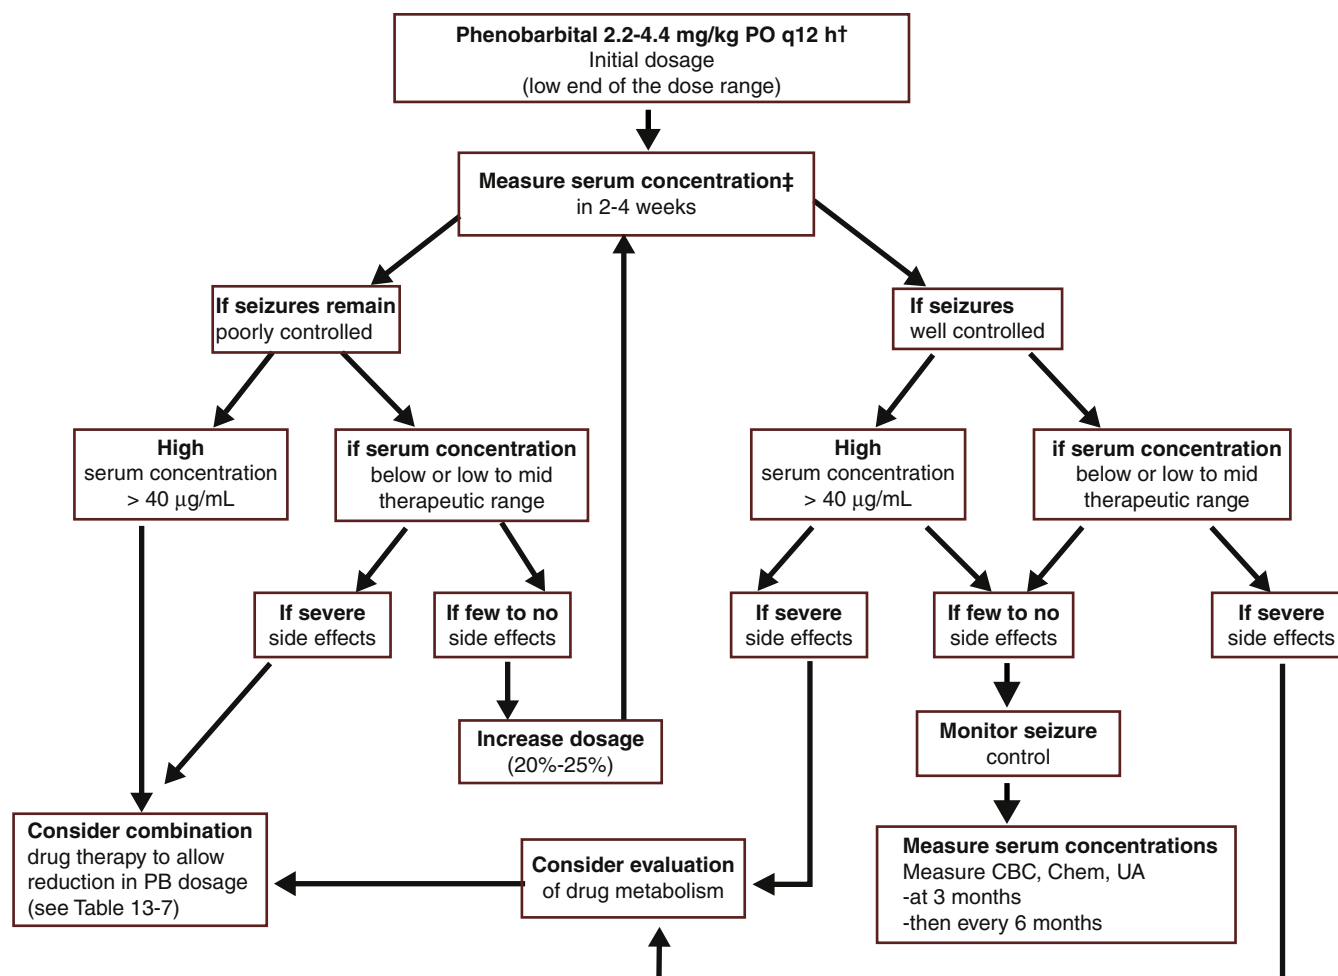 Phenobarbital 2.2-4.4 mg/kg PO q12 h†
Initial dosage
(low end of the dose range)
Measure serum concentration‡
in 2-4 weeks
If seizures remain
poorly controlled
If seizures
well controlled
High
serum concentration
> 40 μg/mL
if serum concentration
below or low to mid
therapeutic range
High
serum concentration
> 40 μg/mL
if serum concentration
below or low to mid
therapeutic range
If severe
side effects
If few to no
side effects
If severe
side effects
If few to no
side effects
If severe
side effects
Increase dosage
(20%-25%)
Monitor seizure
control
Consider combination
drug therapy to allow
reduction in PB dosage
(see Table 13-7)
Consider evaluation
of drug metabolism
Measure serum concentrations
Measure CBC, Chem, UA
-at 3 months
-then every 6 months